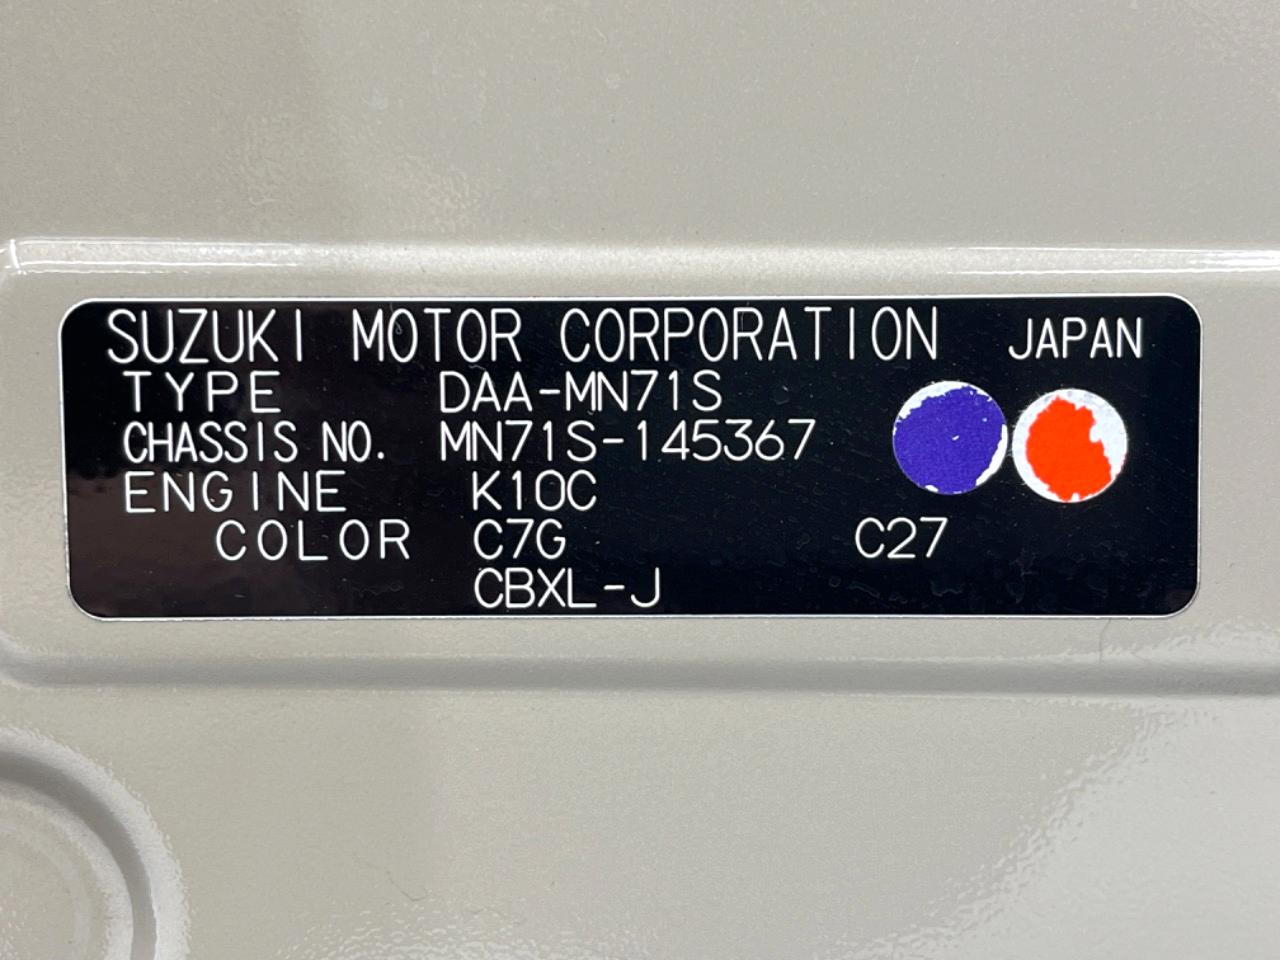 SUZUKI MOTOR CORPORATION JAPAN
TYPE DAA-MN71S
CHASSIS NO. MN71S-145367
ENGINE K10C
COLOR C7G C27
CBXL-J